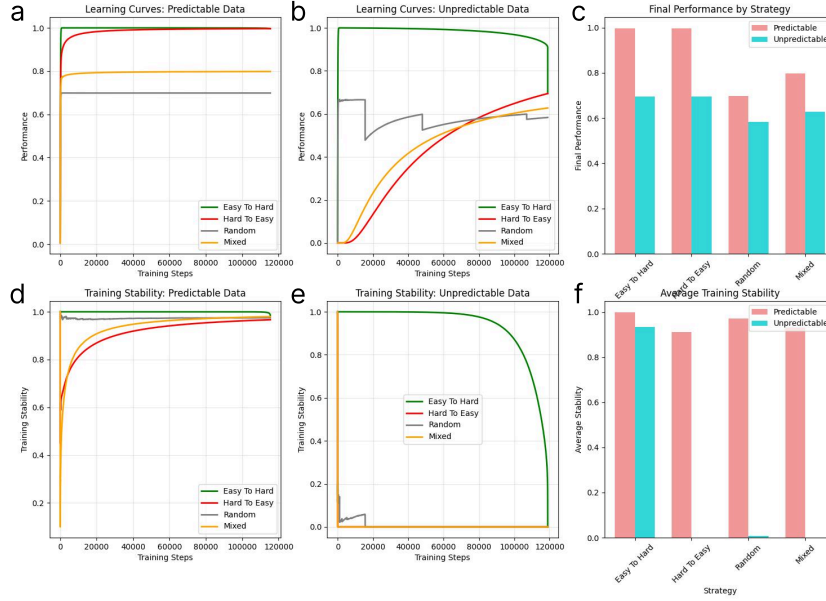 a
Learning Curves: Predictable Data
Performance
1.0
0.8
0.6
0.4
0.2
0.0
0 20000 40000 60000 80000 100000 120000
Training Steps
Easy To Hard
Hard To Easy
Random
Mixed
b
Learning Curves: Unpredictable Data
Performance
1.0
0.8
0.6
0.4
0.2
0.0
0 20000 40000 60000 80000 100000 120000
Training Steps
Easy To Hard
Hard To Easy
Random
Mixed
c
Final Performance by Strategy
Final Performance
1.0
0.8
0.6
0.4
0.2
0.0
Predictable
Unpredictable
Easy To Hard
Hard To Easy
Random
Mixed
d
Training Stability: Predictable Data
Training Stability
1.0
0.8
0.6
0.4
0.2
0 20000 40000 60000 80000 100000 120000
Training Steps
Easy To Hard
Hard To Easy
Random
Mixed
e
Training Stability: Unpredictable Data
Training Stability
1.0
0.8
0.6
0.4
0.2
0.0
0 20000 40000 60000 80000 100000 120000
Training Steps
Easy To Hard
Hard To Easy
Random
Mixed
f
Average Training Stability
Average Stability
1.0
0.8
0.6
0.4
0.2
0.0
Predictable
Unpredictable
Easy To Hard
Hard To Easy
Random
Mixed
Strategy